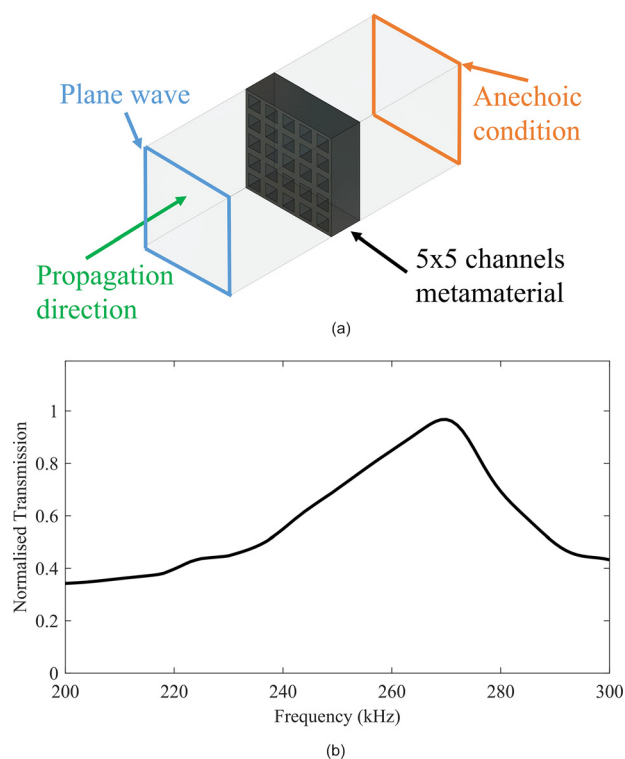 Plane wave
Anechoic
condition
Propagation
direction
5x5 channels
metamaterial
(a)
Normalised Transmission
1
0.8
0.6
0.4
0.2
0
200
220
240
260
280
300
Frequency (kHz)
(b)